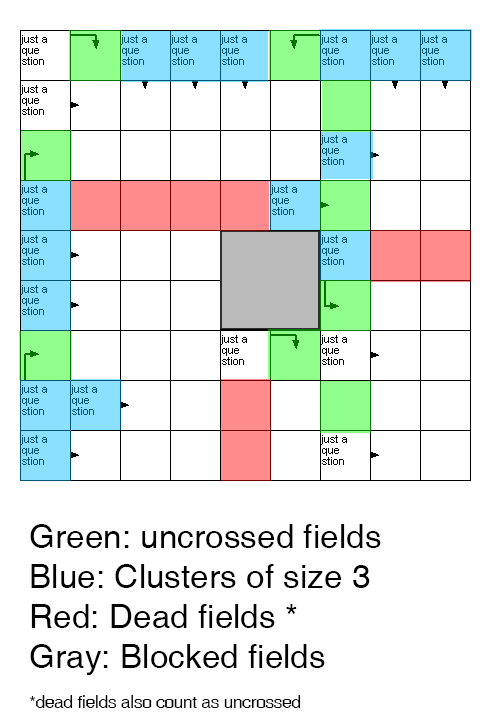 just a
que
stion
just a
que
stion
just a
que
stion
just a
que
stion
just a
que
stion
just a
que
stion
just a
que
stion
just a
que
stion
just a
que
stion
just a
que
stion
just a
que
stion
just a
que
stion
just a
que
stion
just a
que
stion
just a
que
stion
just a
que
stion
just a
que
stion
just a
que
stion
just a
que
stion
just a
que
stion
Green: uncrossed fields
Blue: Clusters of size 3
Red: Dead fields *
Gray: Blocked fields
*dead fields also count as uncrossed